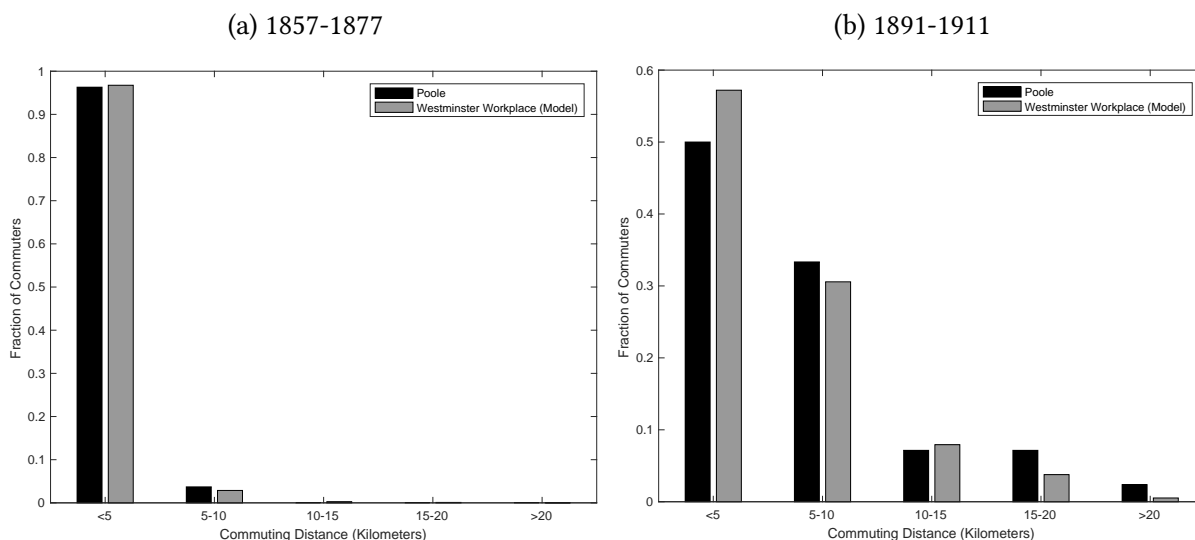 (a) 1857-1877
Poole
Westminster Workplace (Model)
Fraction of Commuters
1
0.9
0.8
0.7
0.6
0.5
0.4
0.3
0.2
0.1
0
<5 5-10 10-15 15-20 >20
Commuting Distance (Kilometers)
(b) 1891-1911
Poole
Westminster Workplace (Model)
Fraction of Commuters
0.6
0.5
0.4
0.3
0.2
0.1
0
<5 5-10 10-15 15-20 >20
Commuting Distance (Kilometers)